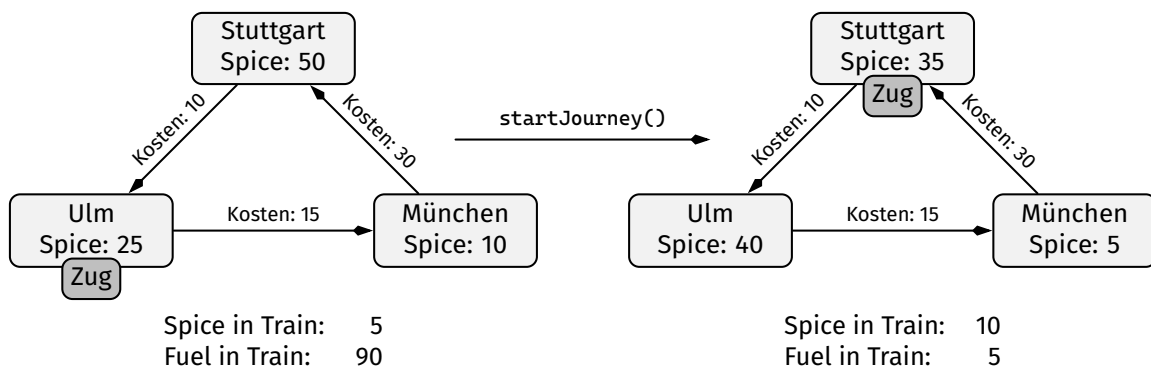 Stuttgart
Spice: 50
Kosten: 10
Kosten: 30
Ulm
Spice: 25
Zug
Kosten: 15
München
Spice: 10
Spice in Train: 5
Fuel in Train: 90
startJourney()
Stuttgart
Spice: 35
Zug
Kosten: 10
Kosten: 30
Ulm
Spice: 40
Kosten: 15
München
Spice: 5
Spice in Train: 10
Fuel in Train: 5